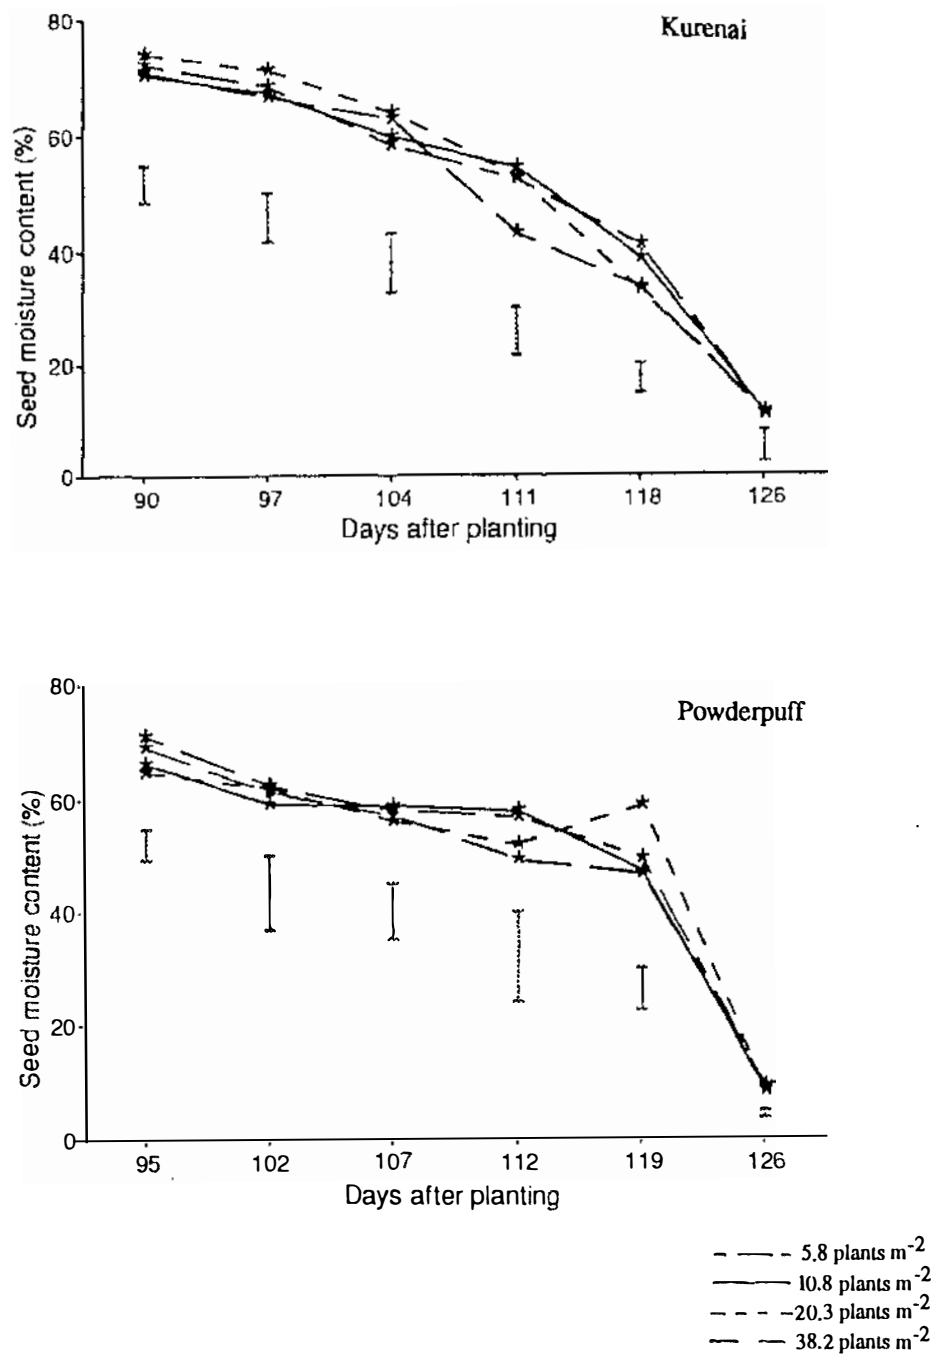 Kurenai
80
60
40
20
0
Seed moisture content (%)
90 97 104 111 118 126
Days after planting
Powderpuff
80
60
40
20
0
Seed moisture content (%)
95 102 107 112 119 126
Days after planting
5.8 plants m-2
10.8 plants m-2
20.3 plants m-2
38.2 plants m-2